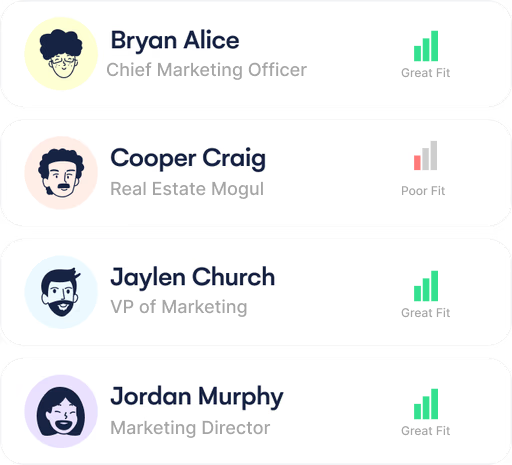 Bryan Alice
Chief Marketing Officer
Great Fit
Cooper Craig
Real Estate Mogul
Poor Fit
Jaylen Church
VP of Marketing
Great Fit
Jordan Murphy
Marketing Director
Great Fit